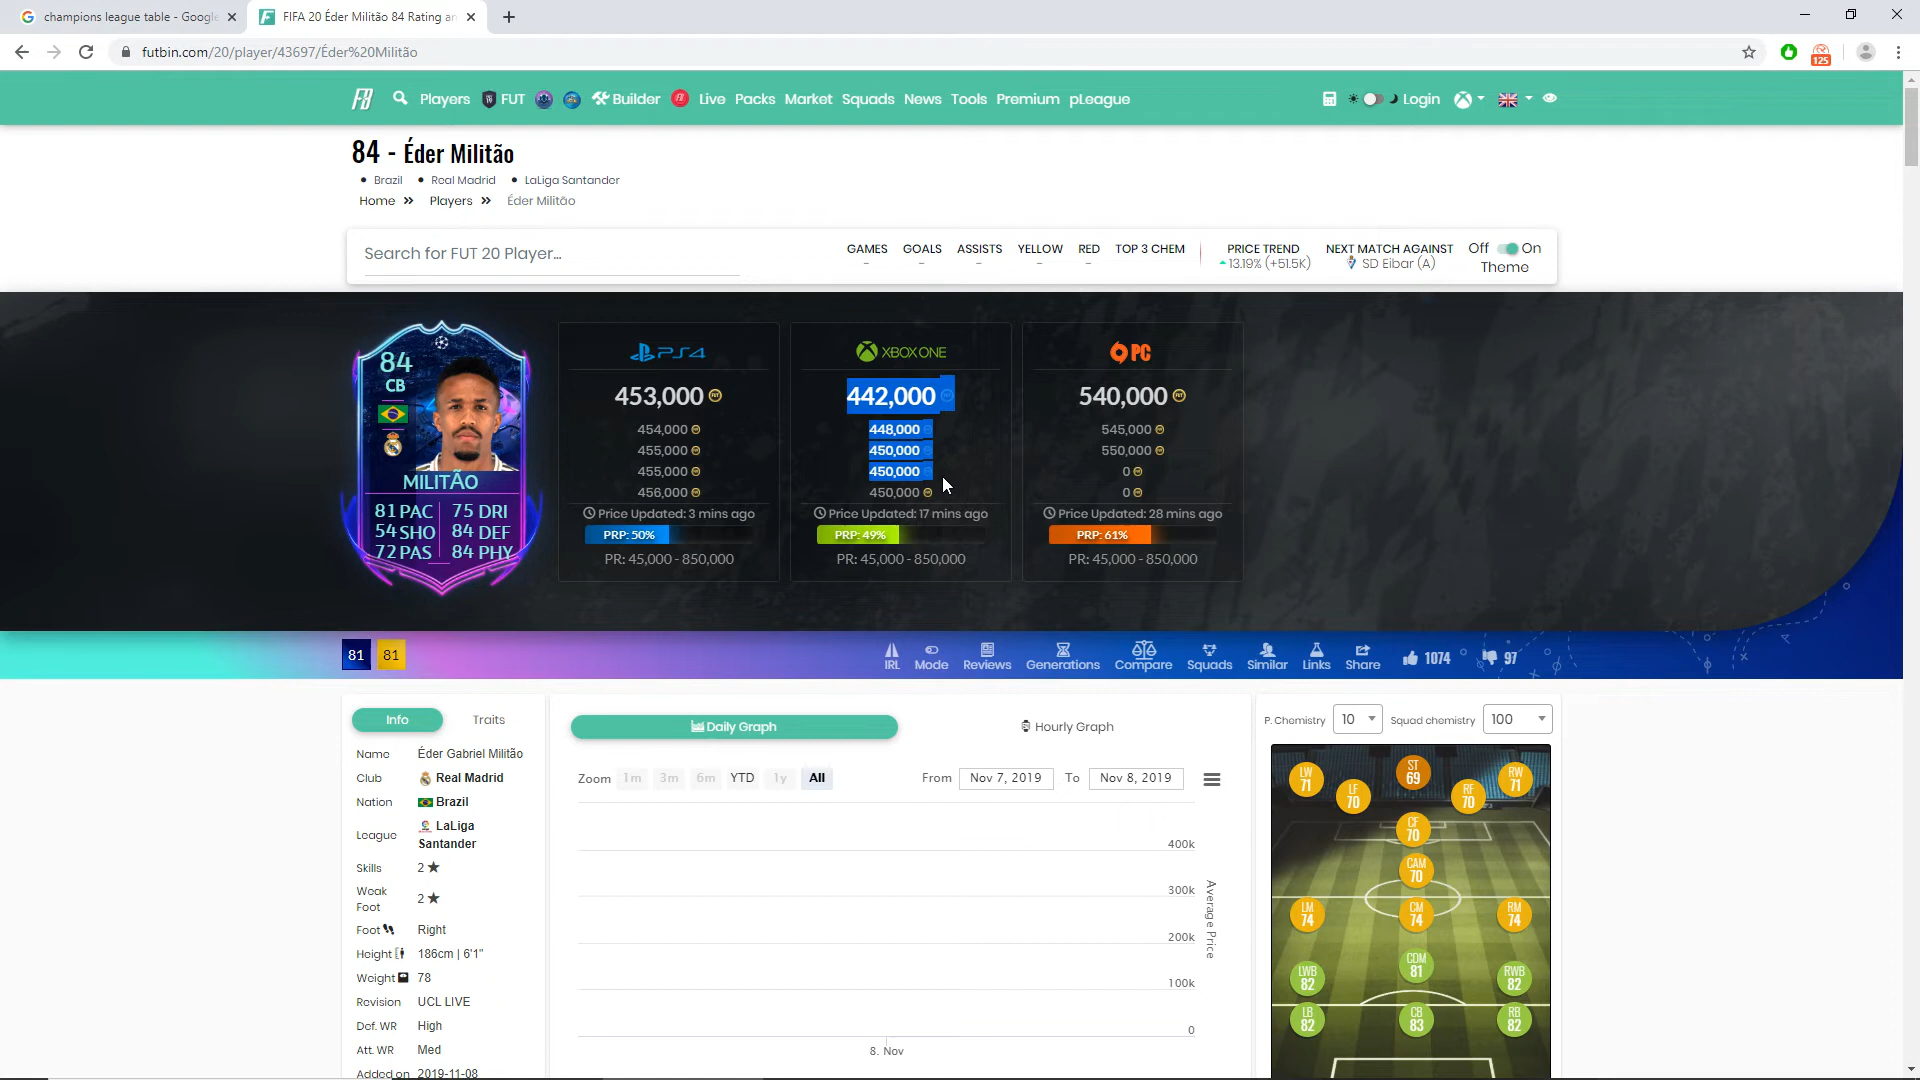 champions league table - Google
FIFA 20 Éder Militão 84 Rating an
futbin.com/20/player/43697/Éder%20Militão
125
Players
FUT
Builder
Live
Packs
Market
Squads
News
Tools
Premium
pLeague
Login
84 - Éder Militão
Brazil
Real Madrid
LaLiga Santander
Home
Players
Éder Militão
Search for FUT 20 Player...
GAMES
GOALS
ASSISTS
YELLOW
RED
TOP 3 CHEM
PRICE TREND
NEXT MATCH AGAINST
Off
On
-
-
-
-
-
13.19% (+51.5K)
SD Eibar (A)
Theme
84
CB
MILITÃO
81 PAC
75 DRI
54 SHO
84 DEF
72 PAS
84 PHY
PS4
453,000
454,000
455,000
455,000
456,000
Price Updated: 3 mins ago
PRP: 50%
PR: 45,000 - 850,000
XBOX ONE
442,000
448,000
450,000
450,000
450,000
Price Updated: 17 mins ago
PRP: 49%
PR: 45,000 - 850,000
PC
540,000
545,000
550,000
0
0
Price Updated: 28 mins ago
PRP: 61%
PR: 45,000 - 850,000
81
81
IRL
Mode
Reviews
Generations
Compare
Squads
Similar
Links
Share
1074
97
Info
Traits
Name Éder Gabriel Militão
Club Real Madrid
Nation Brazil
League LaLiga
Santander
Skills 2
Weak
Foot 2
Foot Right
Height 186cm | 6'1"
Weight 78
Revision UCL LIVE
Def. WR High
Att. WR Med
Added on 2019-11-08
Daily Graph
Hourly Graph
Zoom
1m
3m
6m
YTD
1y
All
From
Nov 7, 2019
To
Nov 8, 2019
400k
300k
200k
100k
0
Average Price
8. Nov
P. Chemistry
10
Squad chemistry
100
LW
71
ST
69
RW
71
LF
70
RF
70
CF
70
CAM
70
LM
74
CM
74
RM
74
LWB
82
CDM
81
RWB
82
LB
82
CB
83
RB
82